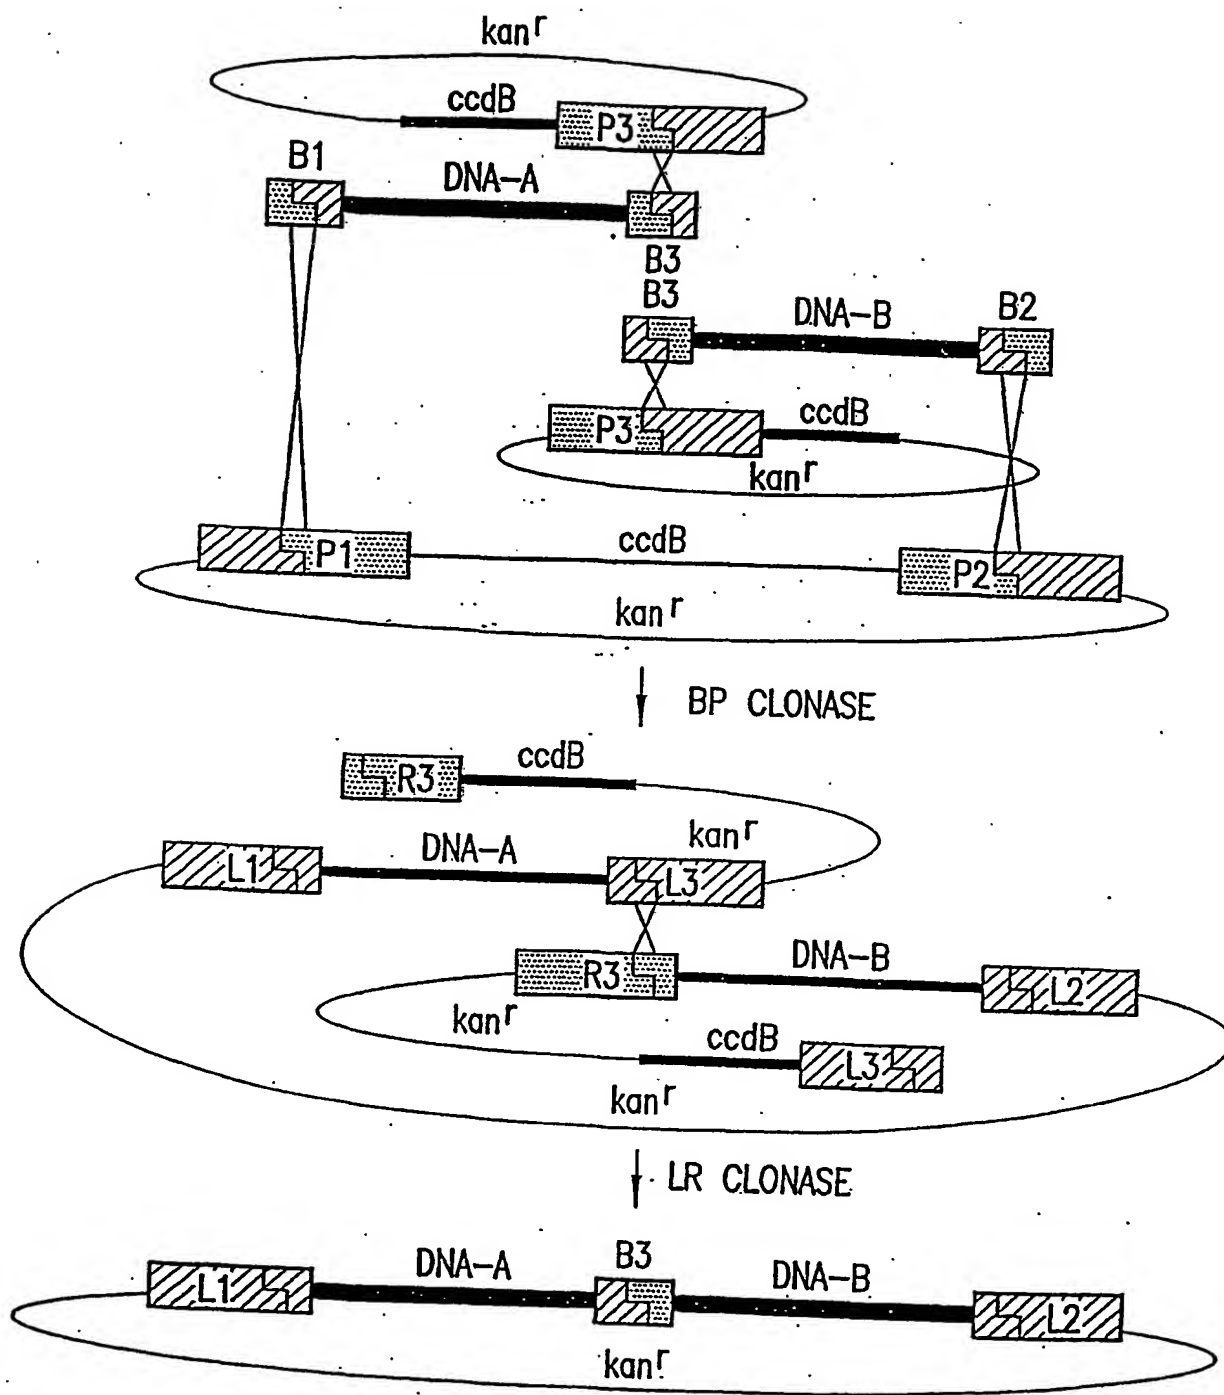 kanʳ
ccdB
P3
B1
DNA-A
B3
B3
DNA-B
B2
P3
ccdB
kanʳ
P1
ccdB
P2
kanʳ
BP CLONASE
R3
ccdB
kanʳ
L1
DNA-A
L3
R3
DNA-B
L2
kanʳ
ccdB
L3
kanʳ
LR CLONASE
L1
DNA-A
B3
DNA-B
L2
kanʳ